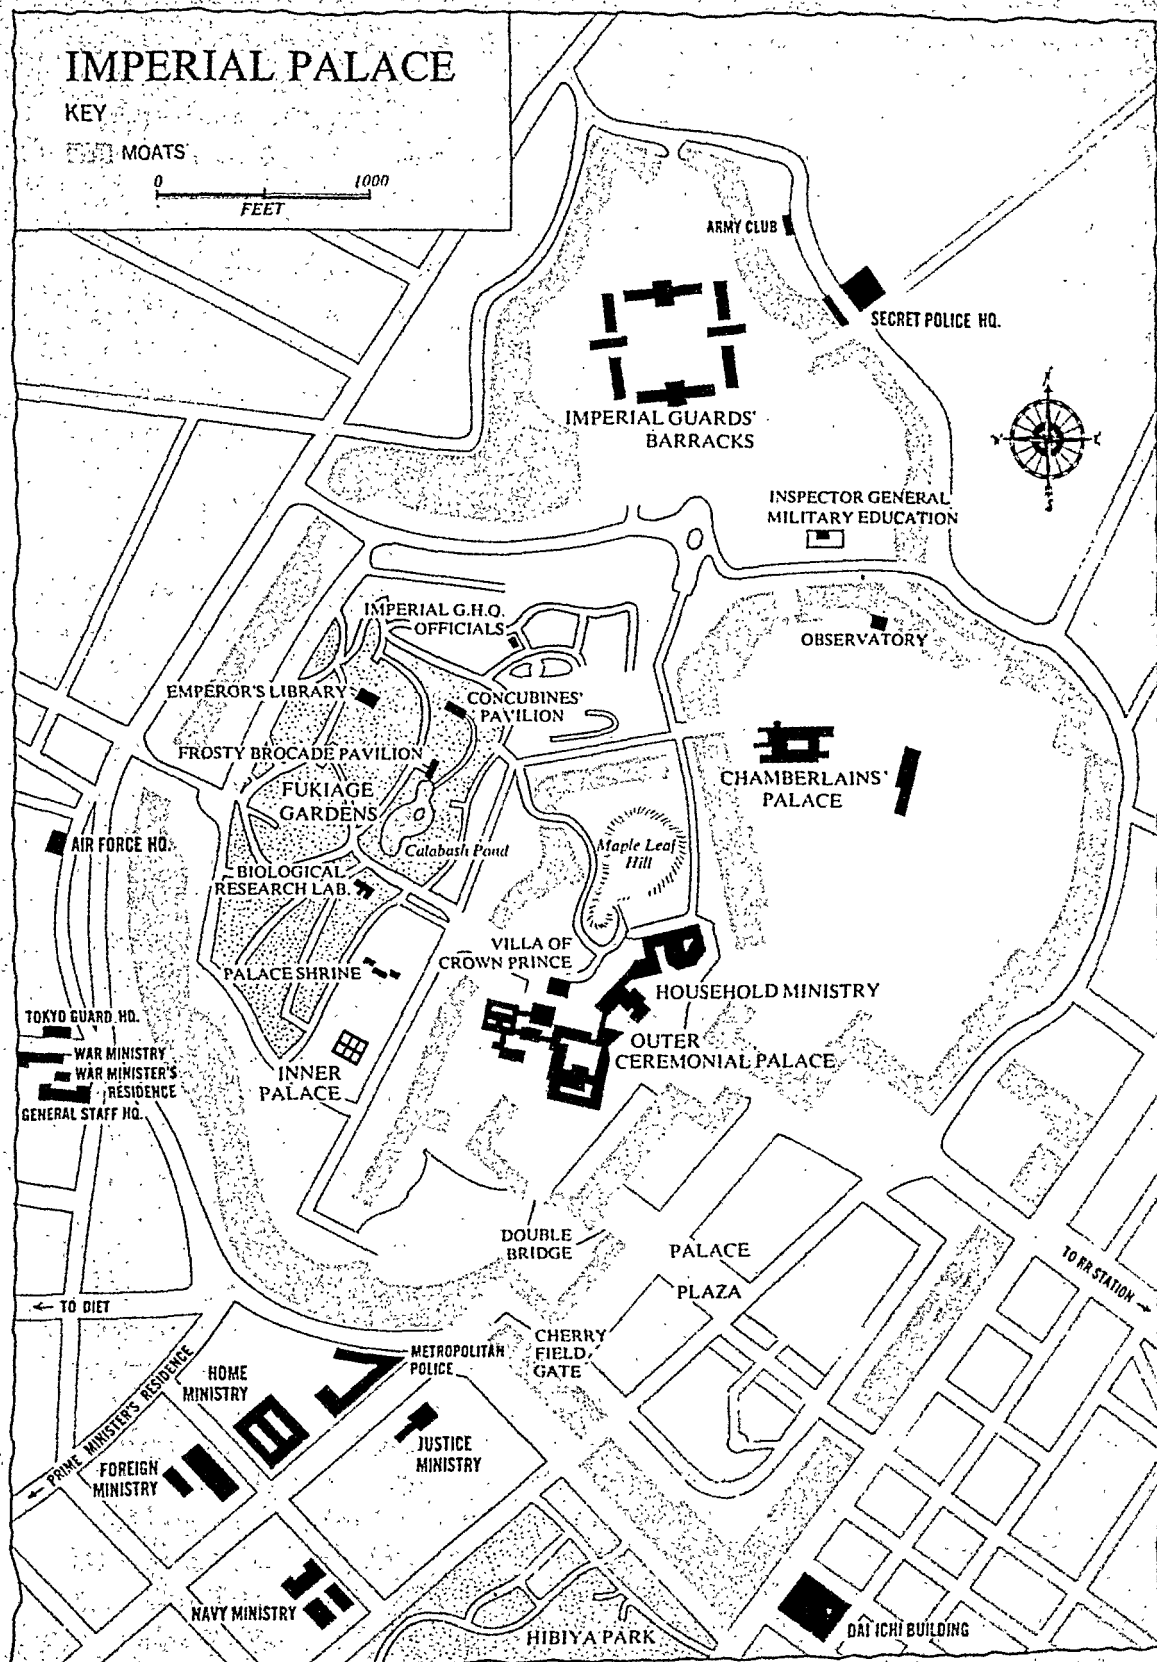 IMPERIAL PALACE
KEY
MOATS
0 1000
FEET
ARMY CLUB
SECRET POLICE HQ.
IMPERIAL GUARDS'
BARRACKS
S
INSPECTOR GENERAL
MILITARY EDUCATION
IMPERIAL G.H.Q.
OFFICIALS
OBSERVATORY
EMPEROR'S LIBRARY
CONCUBINES'
PAVILION
FROSTY BROCADE PAVILION
FUKIAGE
GARDENS
CHAMBERLAINS'
PALACE
AIR FORCE HQ.
Calabash Pond
Maple Leaf
Hill
BIOLOGICAL
RESEARCH LAB.
VILLA OF
CROWN PRINCE
PALACE SHRINE
HOUSEHOLD MINISTRY
TOKYO GUARD HQ.
WAR MINISTRY
WAR MINISTER'S
RESIDENCE
GENERAL STAFF HQ.
INNER
PALACE
OUTER
CEREMONIAL PALACE
DOUBLE
BRIDGE
PALACE
PLAZA
TO RR STATION →
← TO DIET
CHERRY
FIELD
GATE
METROPOLITAN
POLICE
HOME
MINISTRY
← PRIME MINISTER'S RESIDENCE
JUSTICE
MINISTRY
FOREIGN
MINISTRY
NAVY MINISTRY
HIBIYA PARK
DAI ICHI BUILDING